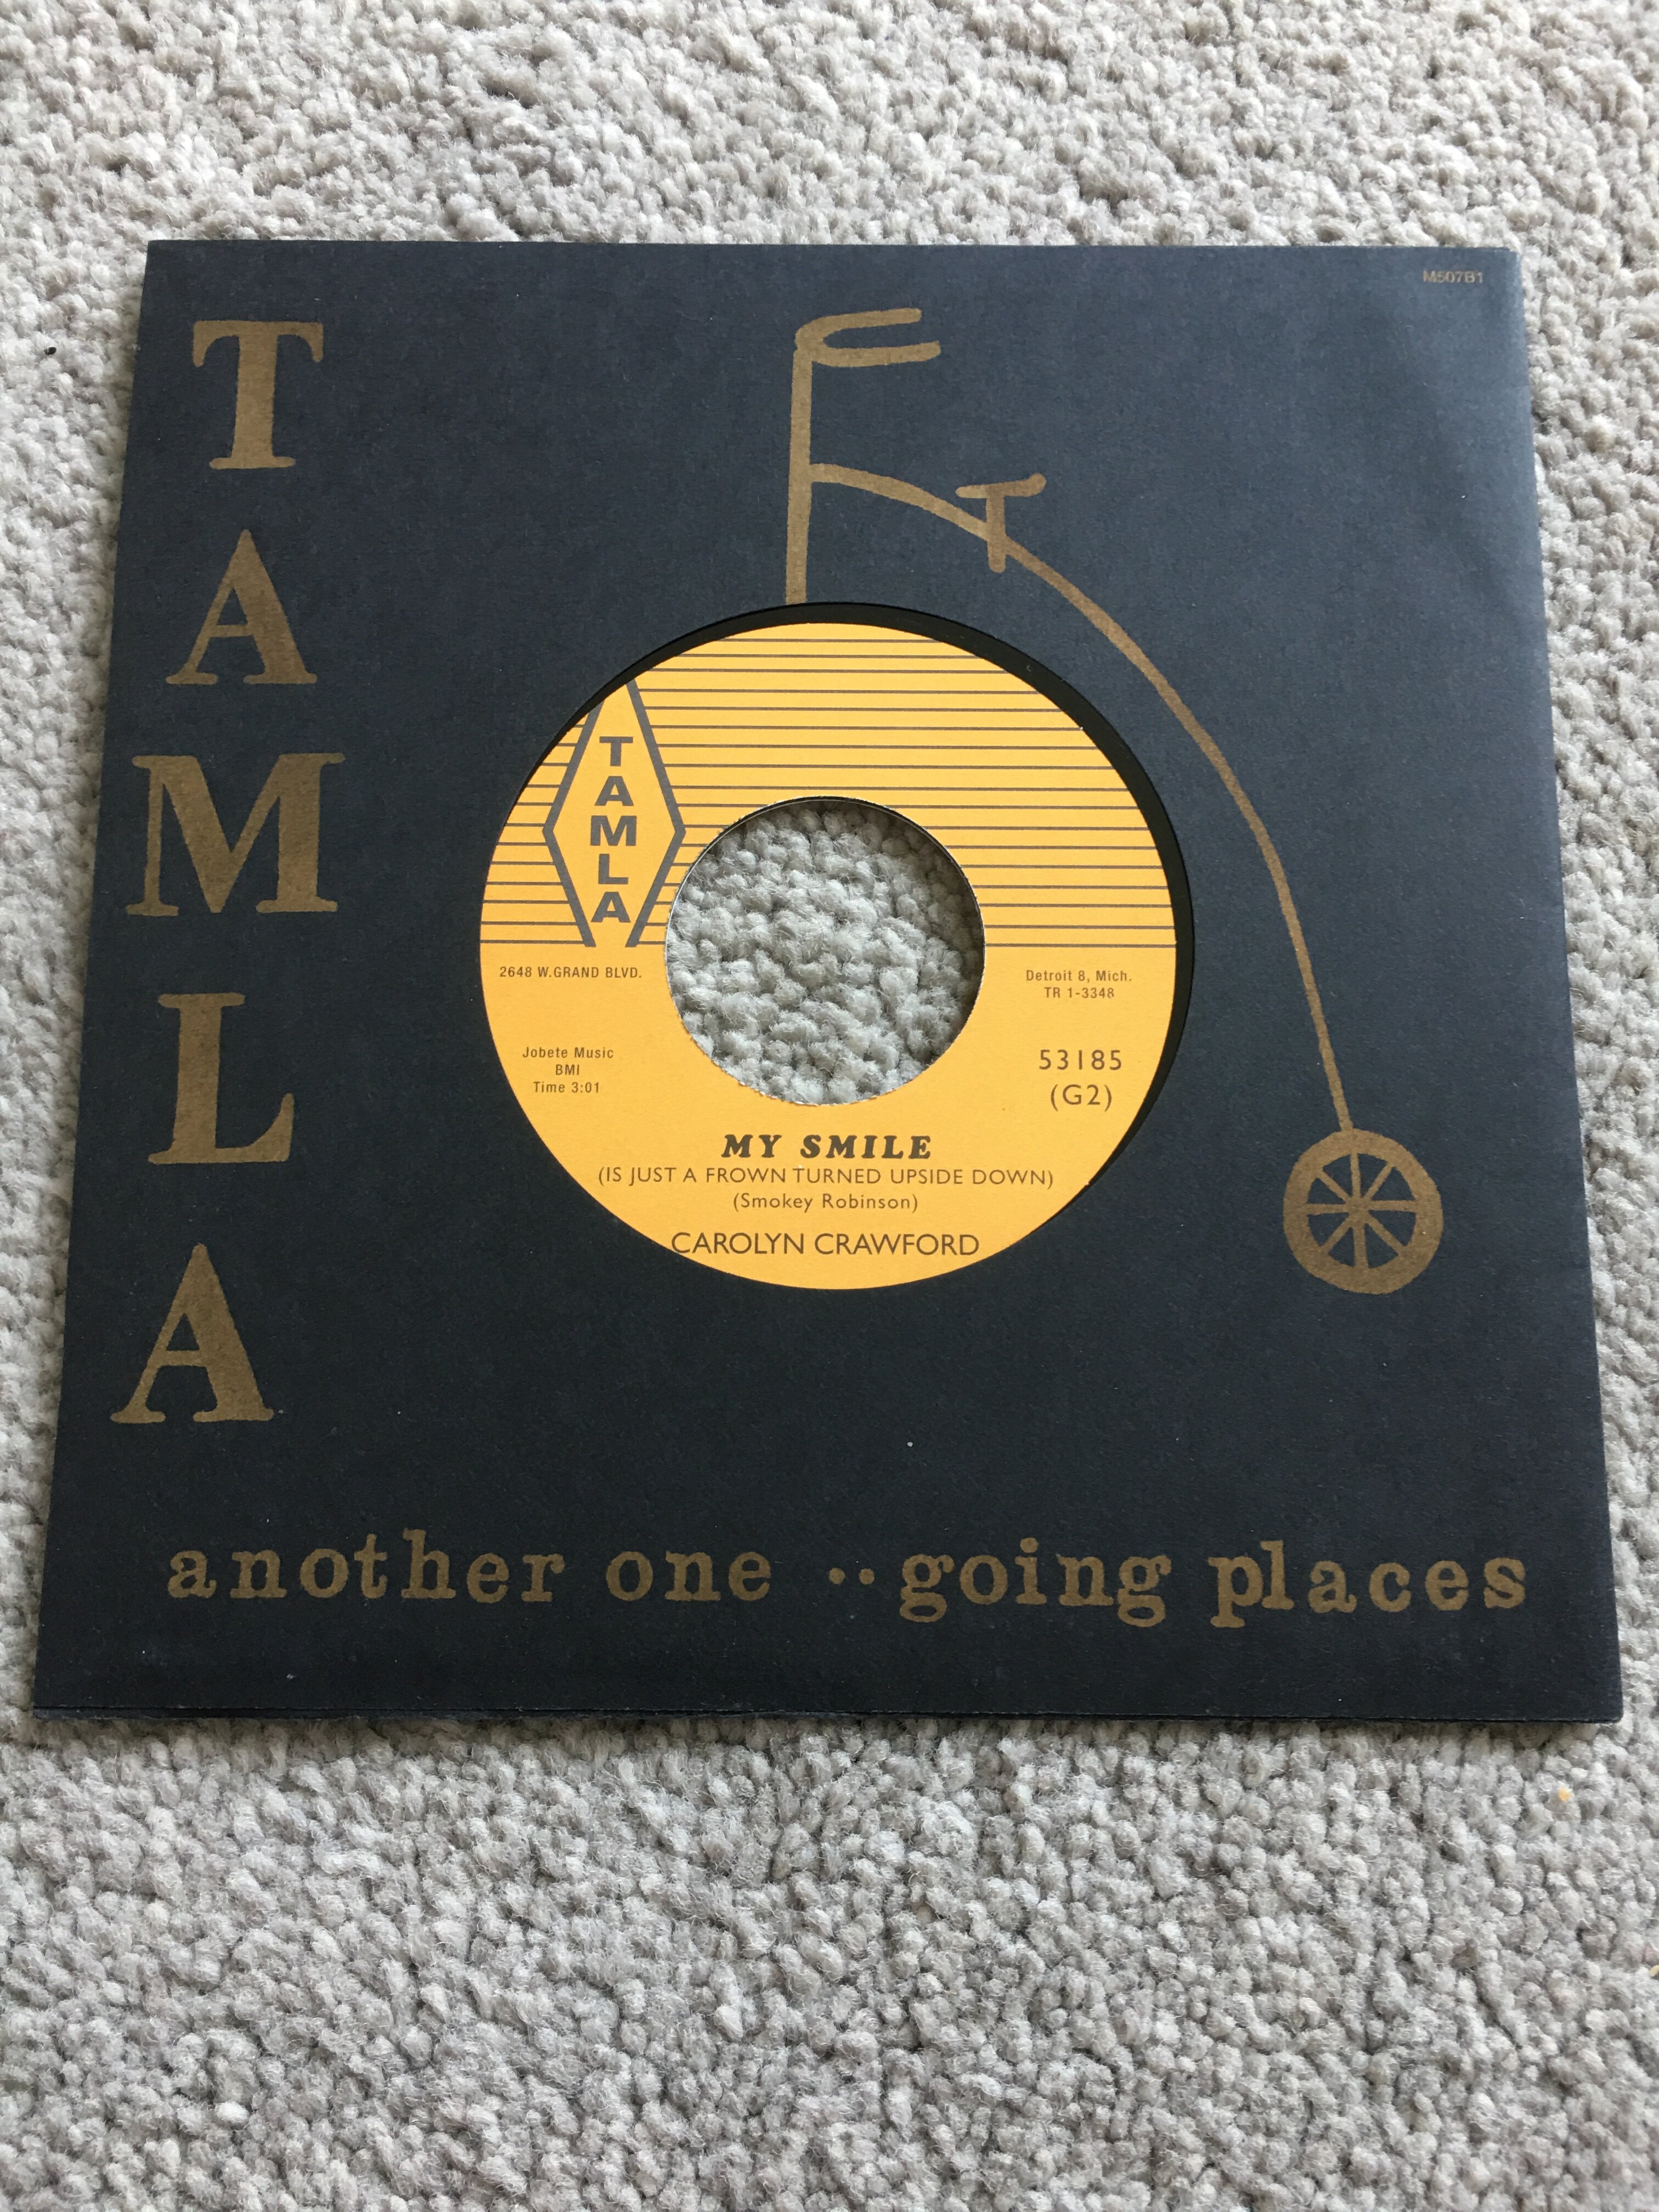 M507B1
TAMLA
TAMLA
2648 W.GRAND BLVD.
Detroit 8, Mich.
TR 1-3348
Jobete Music
BMI
Time 3:01
53185
(G2)
MY SMILE
(IS JUST A FROWN TURNED UPSIDE DOWN)
(Smokey Robinson)
CAROLYN CRAWFORD
another one ..going places